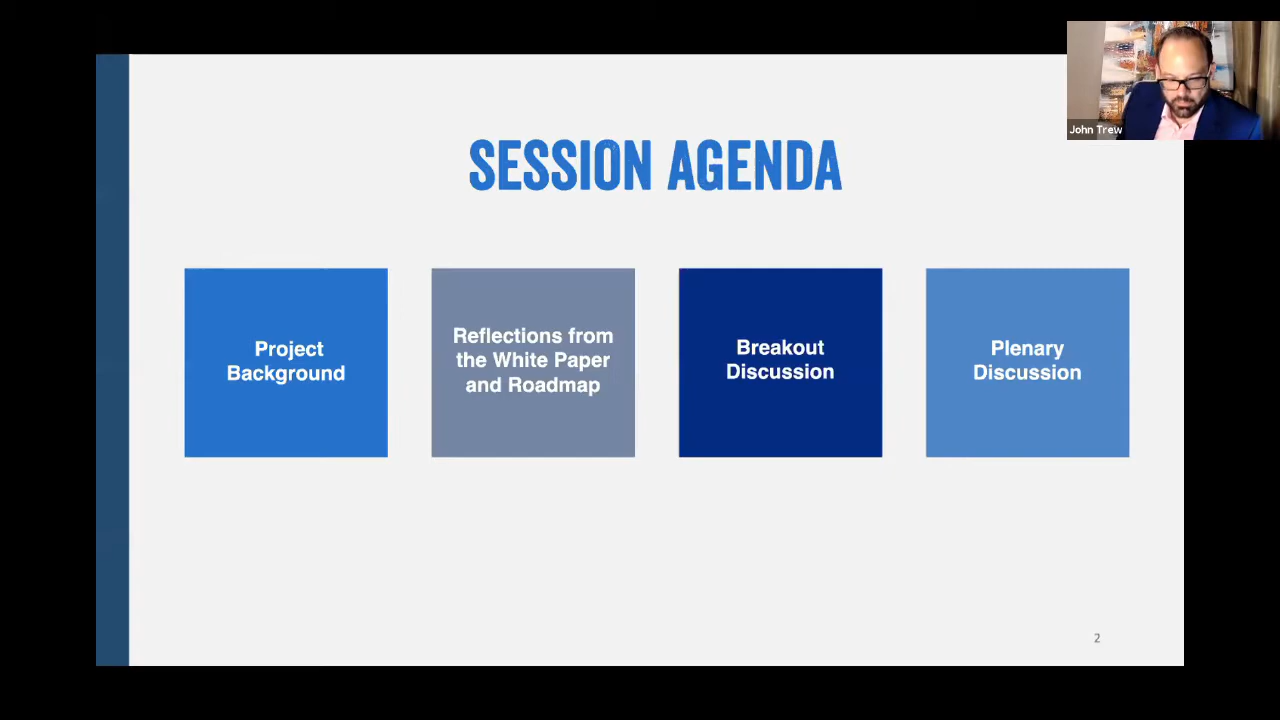 John Trew
SESSION AGENDA
Project
Background
Reflections from
the White Paper
and Roadmap
Breakout
Discussion
Plenary
Discussion
2